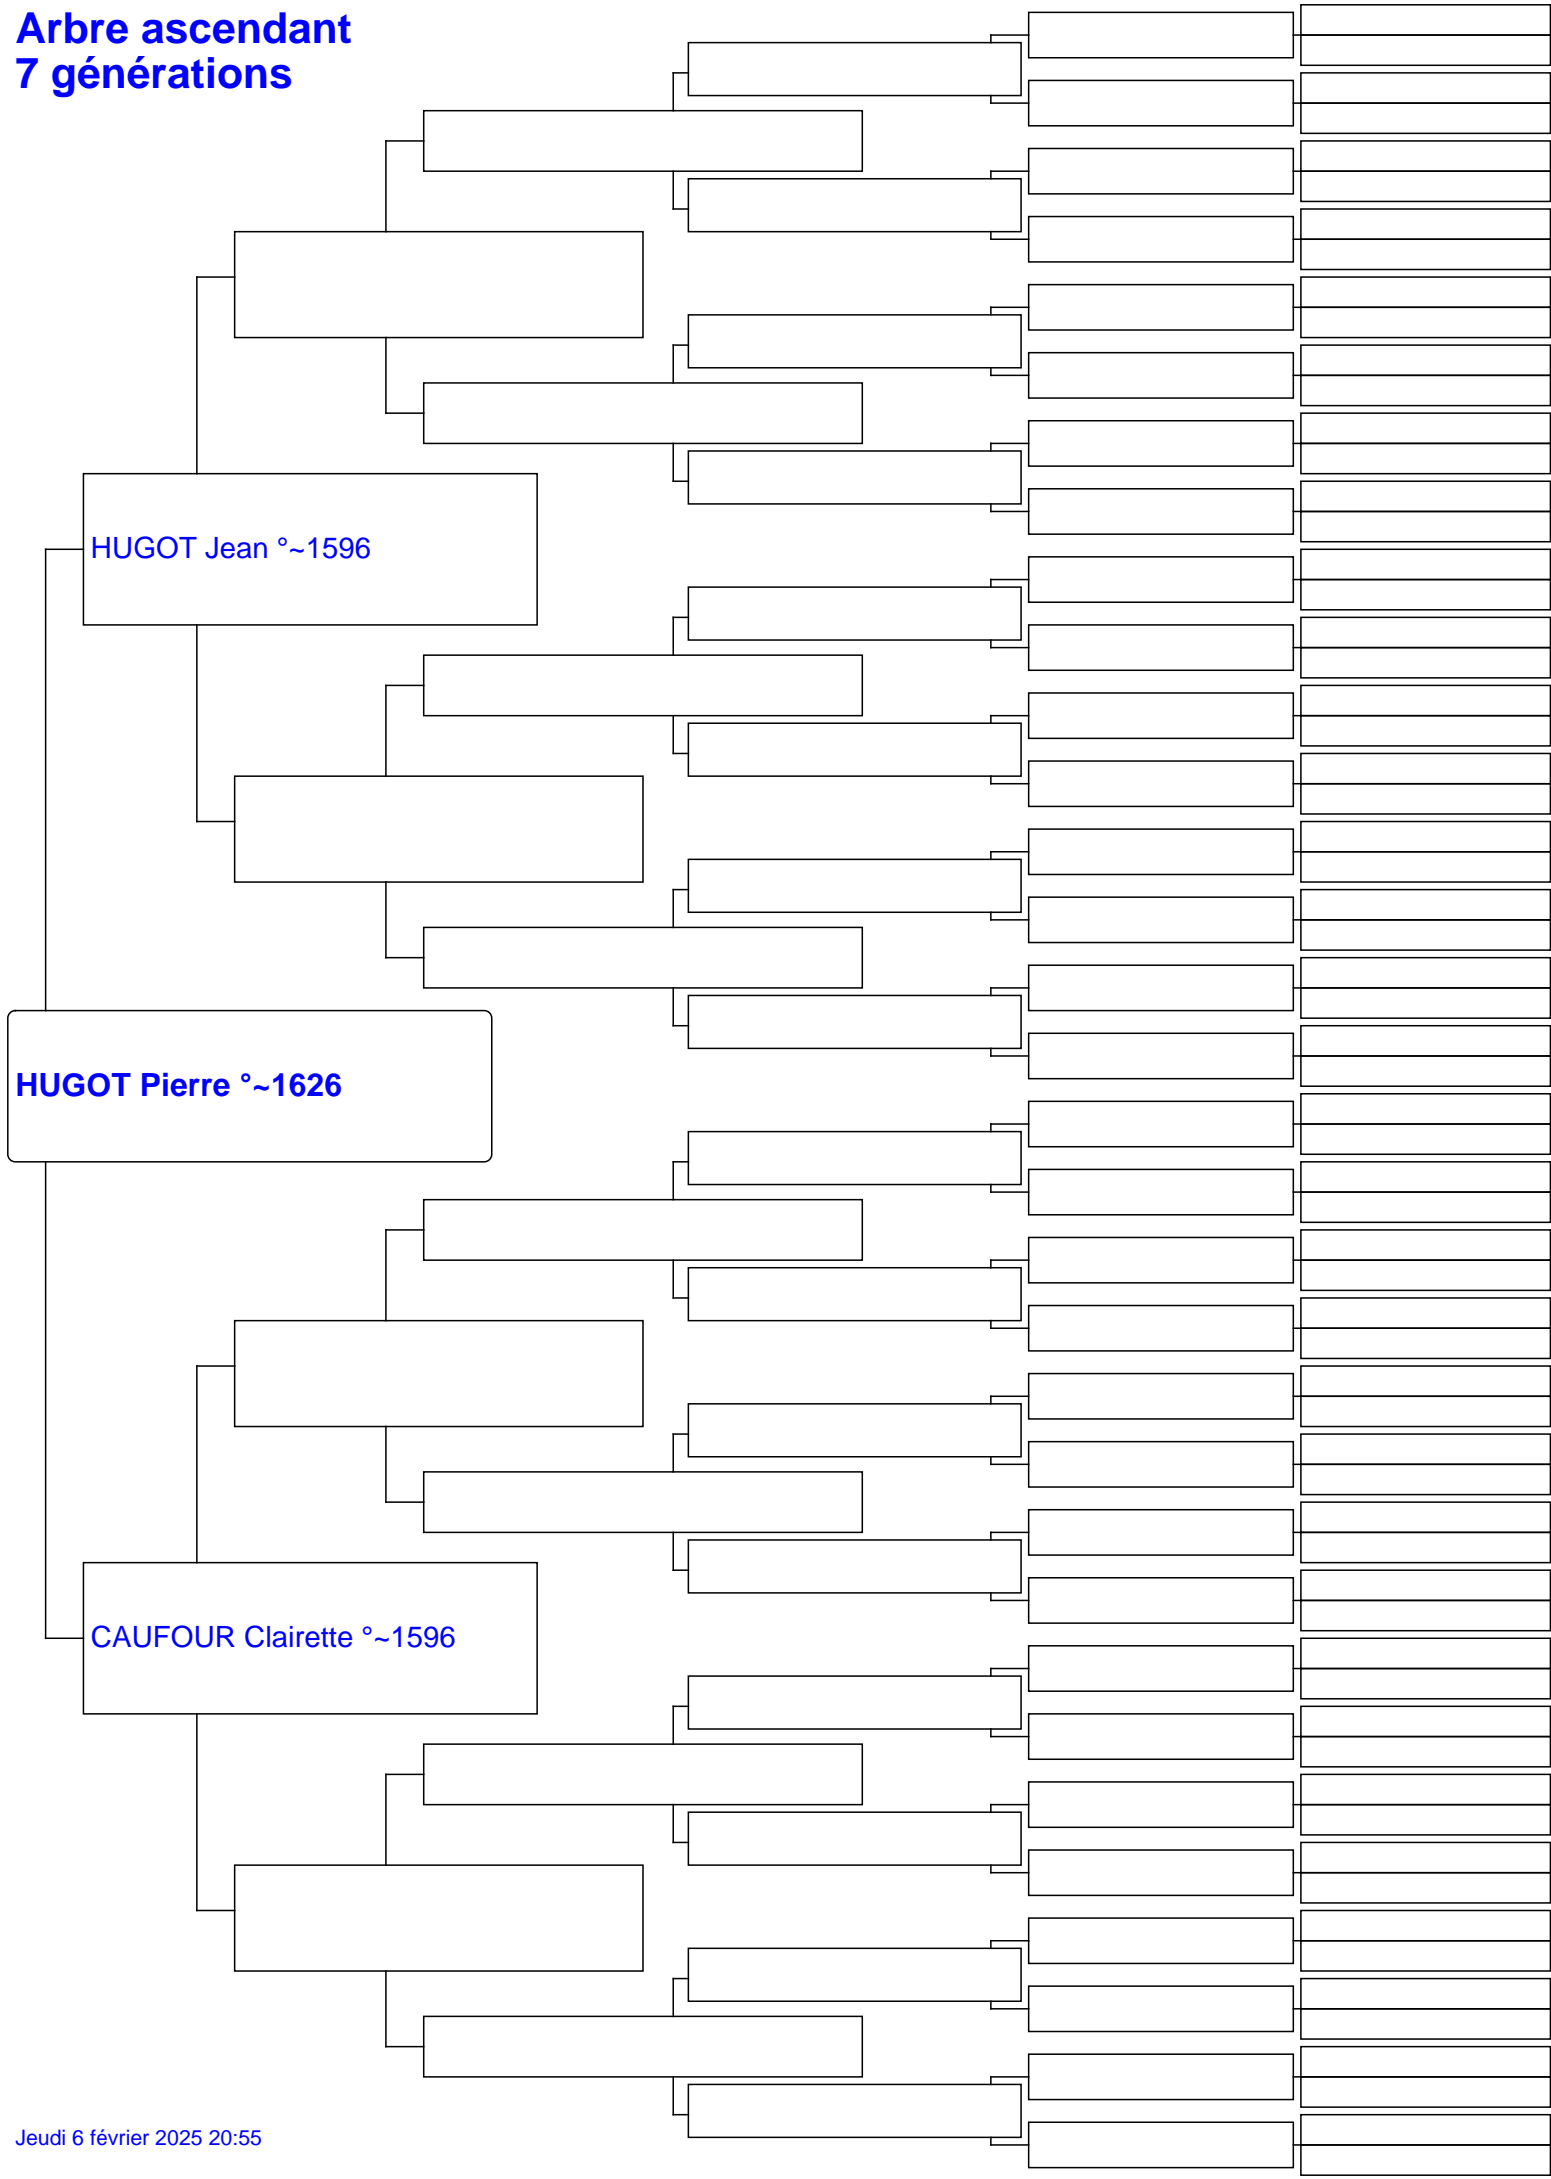 Arbre ascendant
7 générations
HUGOT Jean °~1596
HUGOT Pierre °~1626
CAUFOUR Clairette °~1596
Jeudi 6 février 2025 20:55